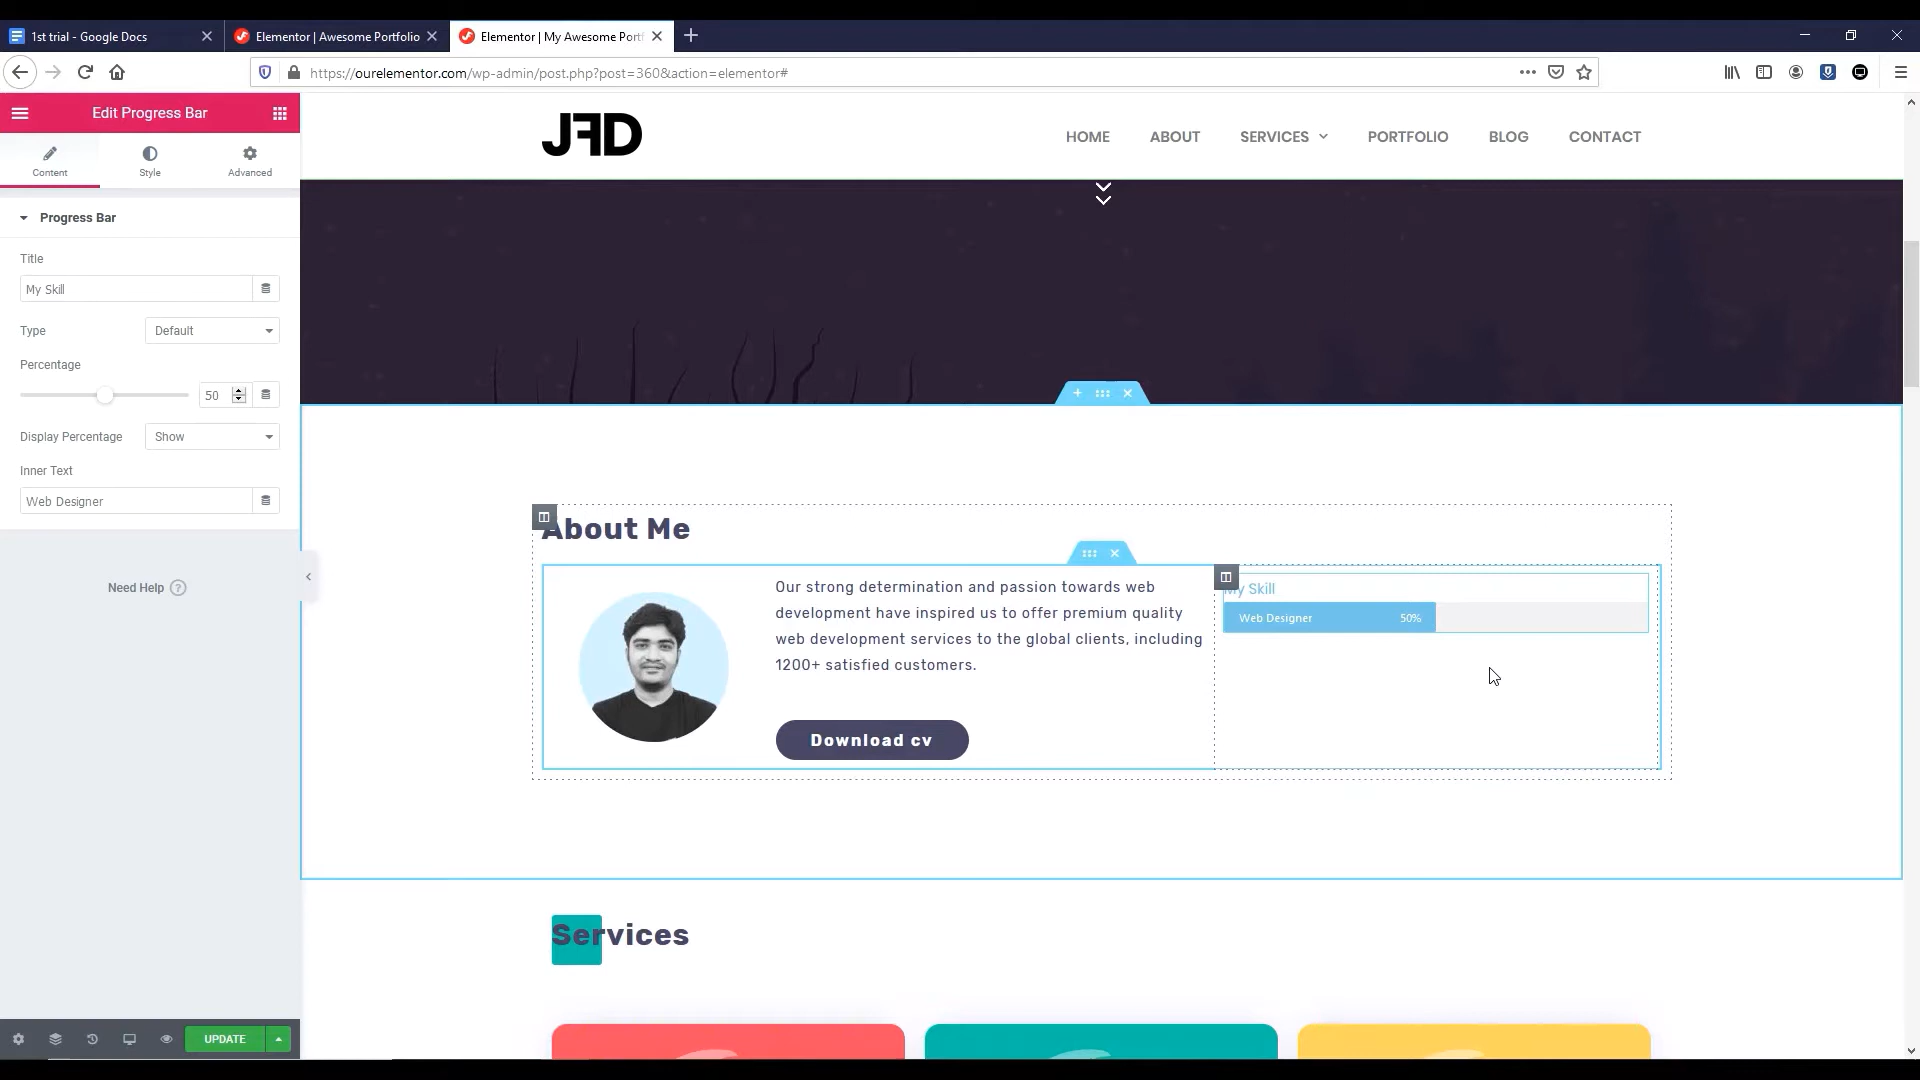 1st trial - Google Docs
Elementor | Awesome Portfolio
Elementor | My Awesome Port
https://ourelementor.com/wp-admin/post.php?post=360&action=elementor#
Edit Progress Bar
Content
Style
Advanced
Progress Bar
Title
My Skill
Type
Default
Percentage
50
Display Percentage
Show
Inner Text
Web Designer
Need Help ?
UPDATE
JFD
HOME
ABOUT
SERVICES
PORTFOLIO
BLOG
CONTACT
About Me
Our strong determination and passion towards web
development have inspired us to offer premium quality
web development services to the global clients, including
1200+ satisfied customers.
Download cv
My Skill
Web Designer
50%
Services